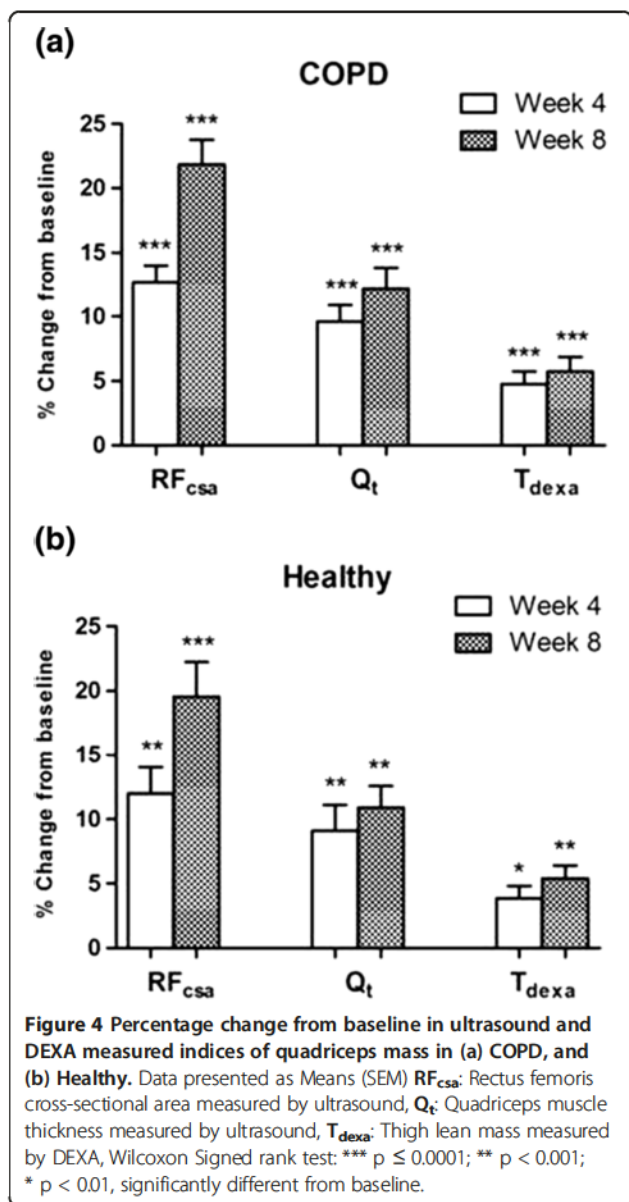 (a)
COPD
Week 4
Week 8
% Change from baseline
25
20
15
10
5
0
***
***
***
***
***
***
RFcsa
Qt
Tdexa
(b)
Healthy
Week 4
Week 8
% Change from baseline
25
20
15
10
5
0
**
***
**
**
*
**
RFcsa
Qt
Tdexa
Figure 4 Percentage change from baseline in ultrasound and
DEXA measured indices of quadriceps mass in (a) COPD, and
(b) Healthy. Data presented as Means (SEM) RFcsa: Rectus femoris
cross-sectional area measured by ultrasound, Qt: Quadriceps muscle
thickness measured by ultrasound, Tdexa: Thigh lean mass measured
by DEXA, Wilcoxon Signed rank test: *** p ≤ 0.0001; ** p < 0.001;
* p < 0.01, significantly different from baseline.